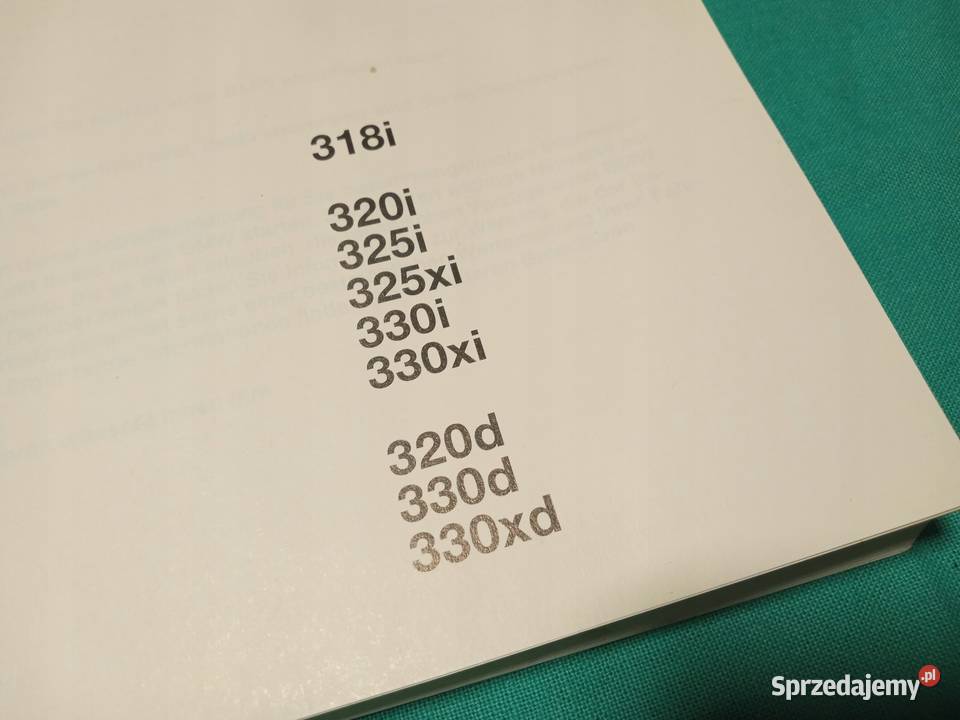 318i
320i
325i
325xi
330i
330xi
320d
330d
330xd
Sprzedajemy.pl